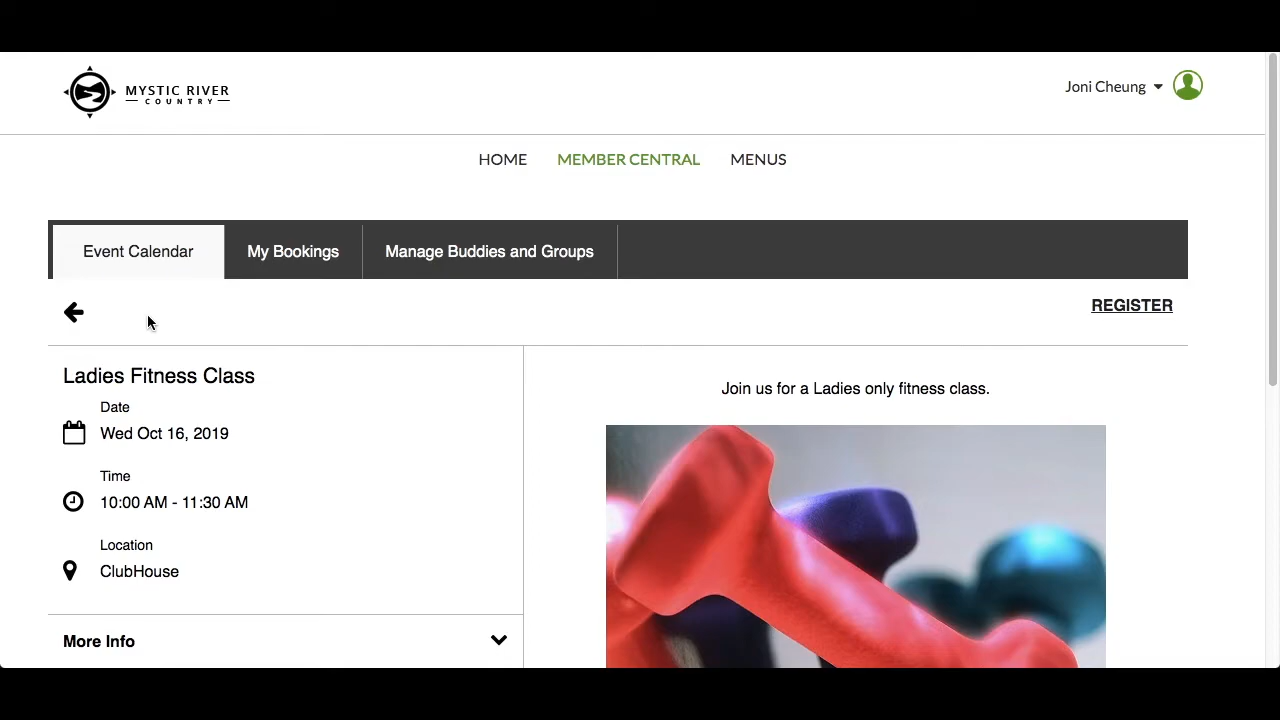 MYSTIC RIVER
COUNTRY
Joni Cheung
HOME
MEMBER CENTRAL
MENUS
Event Calendar
My Bookings
Manage Buddies and Groups
REGISTER
Ladies Fitness Class
Date
Wed Oct 16, 2019
Time
10:00 AM - 11:30 AM
Location
ClubHouse
More Info
Join us for a Ladies only fitness class.